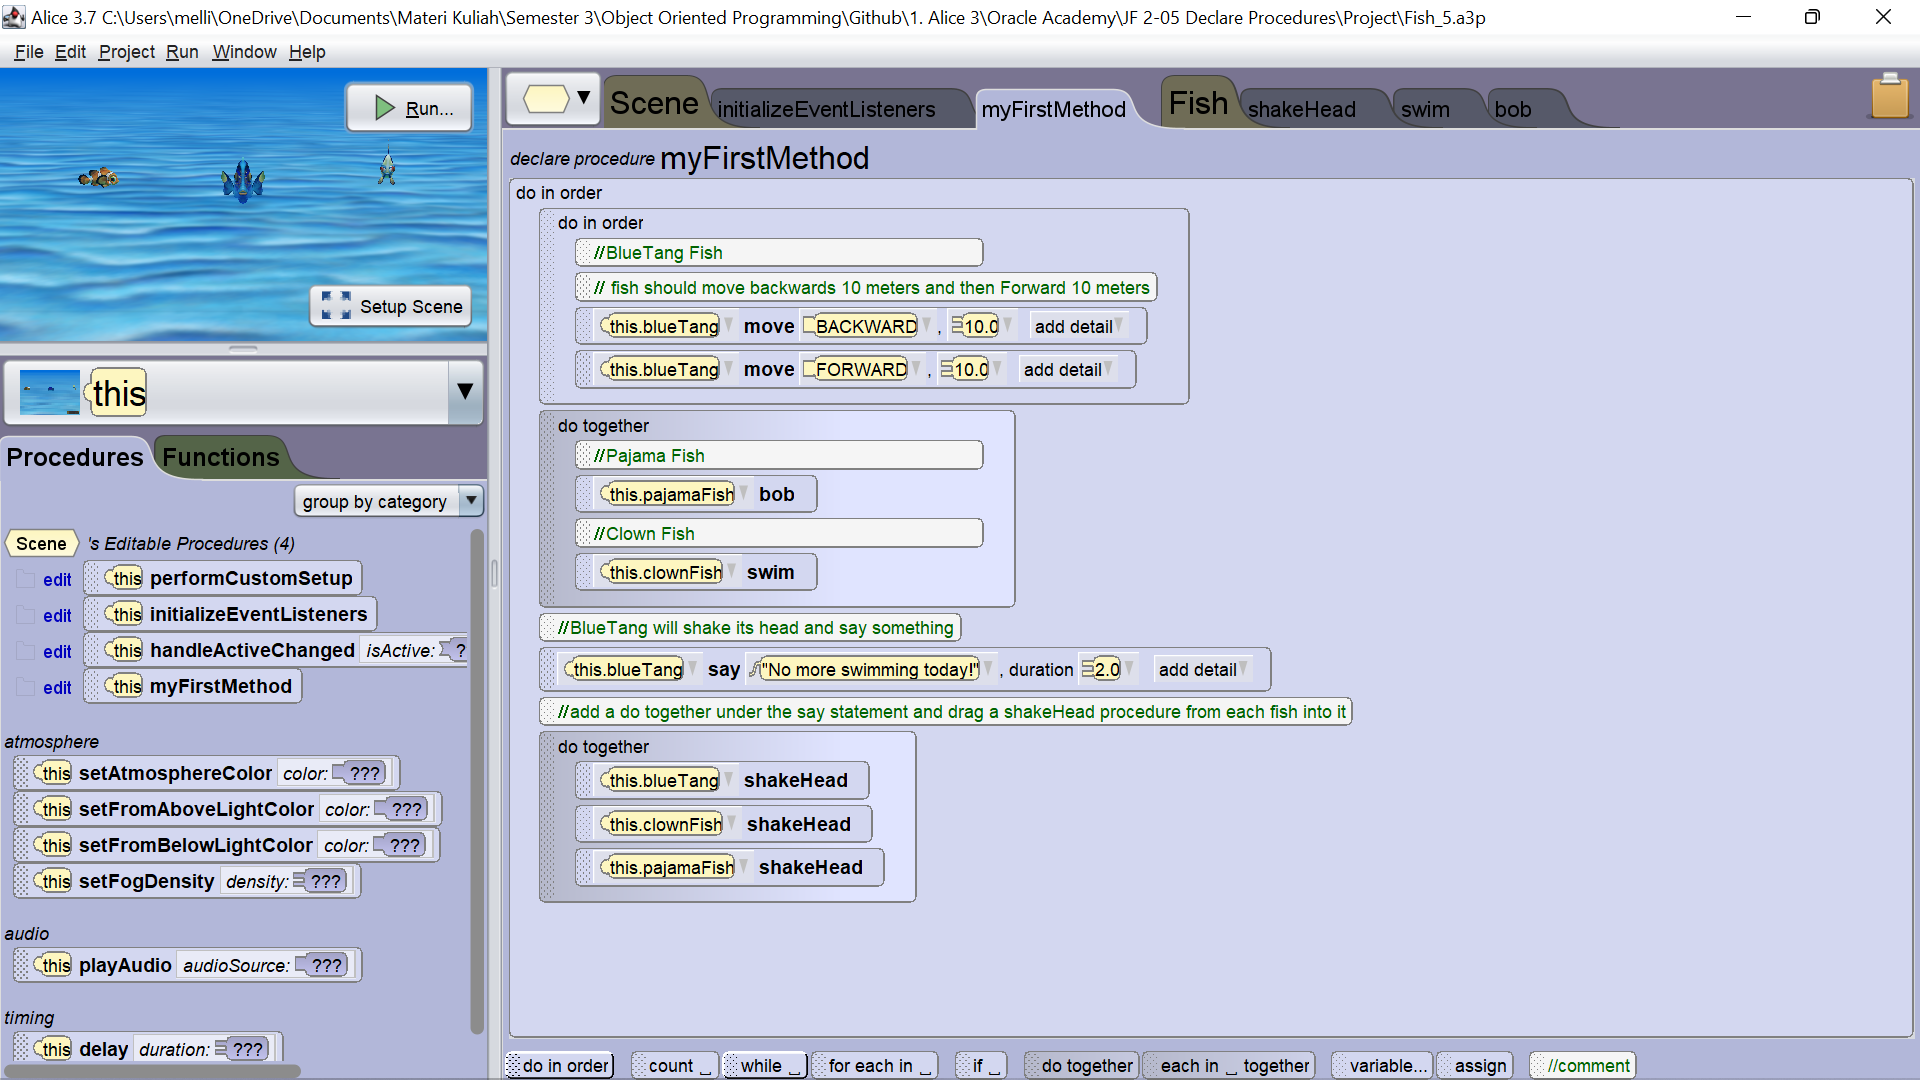 Alice 3.7 C:\Users\melli\OneDrive\Documents\Materi Kuliah\Semester 3\Object Oriented Programming\Github\1. Alice 3\Oracle Academy\JF 2-05 Declare Procedures\Project\Fish_5.a3p
File Edit Project Run Window Help
Run...
Setup Scene
this
Procedures Functions
group by category
Scene 's Editable Procedures (4)
edit this performCustomSetup
edit this initializeEventListeners
edit this handleActiveChanged isActive: ?
edit this myFirstMethod
atmosphere
this setAtmosphereColor color: ???
this setFromAboveLightColor color: ???
this setFromBelowLightColor color: ???
this setFogDensity density: ???
audio
this playAudio audioSource: ???
timing
this delay duration: ???
Scene initializeEventListeners myFirstMethod Fish shakeHead swim bob
declare procedure myFirstMethod
do in order
do in order
//BlueTang Fish
// fish should move backwards 10 meters and then Forward 10 meters
this.blueTang move BACKWARD , 10.0 add detail
this.blueTang move FORWARD , 10.0 add detail
do together
//Pajama Fish
this.pajamaFish bob
//Clown Fish
this.clownFish swim
//BlueTang will shake its head and say something
this.blueTang say "No more swimming today!" , duration 2.0 add detail
//add a do together under the say statement and drag a shakeHead procedure from each fish into it
do together
this.blueTang shakeHead
this.clownFish shakeHead
this.pajamaFish shakeHead
do in order count _ while _ for each in _ if _ do together each in _ together variable... assign //comment